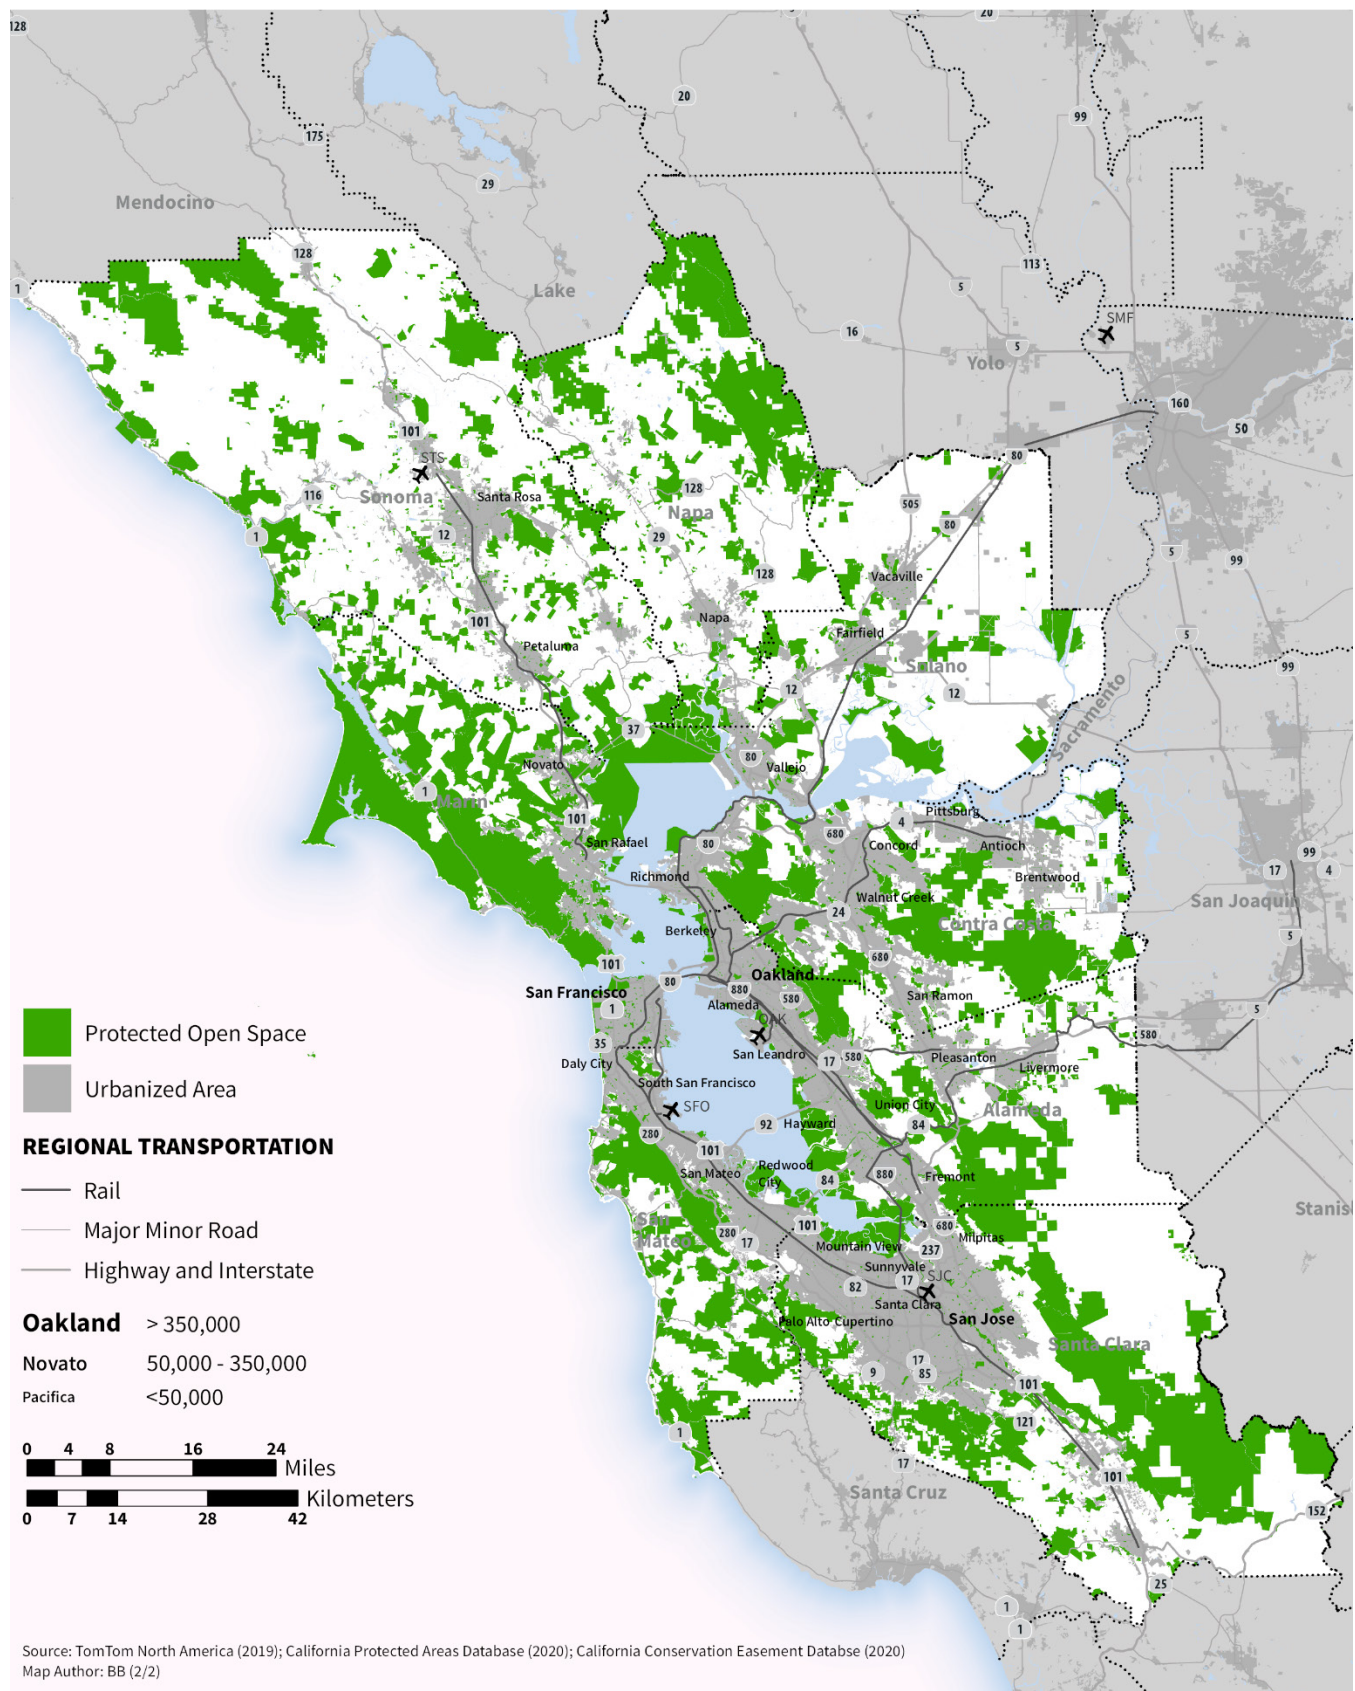 128
20
20
99
175
29
Mendocino
128
113
1
Lake
5
SMF
16
Yolo
5
160
50
101
STS
80
116
Sonoma
Santa Rosa
128
Napa
505
80
1
12
29
5
99
128
Vacaville
101
Napa
Fairfield
5
Petaluma
Solano
99
12
12
Sacramento
37
80
Novato
Vallejo
1
Marin
Pittsburg
101
4
680
San Rafael
80
Concord
Antioch
99
17
4
Richmond
Brentwood
Walnut Creek
San Joaquin
24
Contra Costa
Berkeley
5
680
101
Oakland
80
880
San Francisco
580
San Ramon
Alameda
1
5
OAK
Protected Open Space
580
35
San Leandro
17
580
Pleasanton
Daly City
Livermore
South San Francisco
Urbanized Area
SFO
Union City
Alameda
92
Hayward
84
280
REGIONAL TRANSPORTATION
101
Redwood
City
San Mateo
84
880
Fremont
Rail
Stanis
San
Mateo
101
680
Major Minor Road
280
17
Milpitas
Mountain View
237
Sunnyvale
Highway and Interstate
SJC
17
82
Santa Clara
Oakland > 350,000
Palo Alto
Cupertino
San Jose
Santa Clara
Novato 50,000 - 350,000
17
9
85
101
Pacifica <50,000
121
1
0 4 8 16 24
17
Miles
101
Santa Cruz
Kilometers
152
0 7 14 28 42
25
1
1
Source: TomTom North America (2019); California Protected Areas Database (2020); California Conservation Easement Databse (2020)
Map Author: BB (2/2)